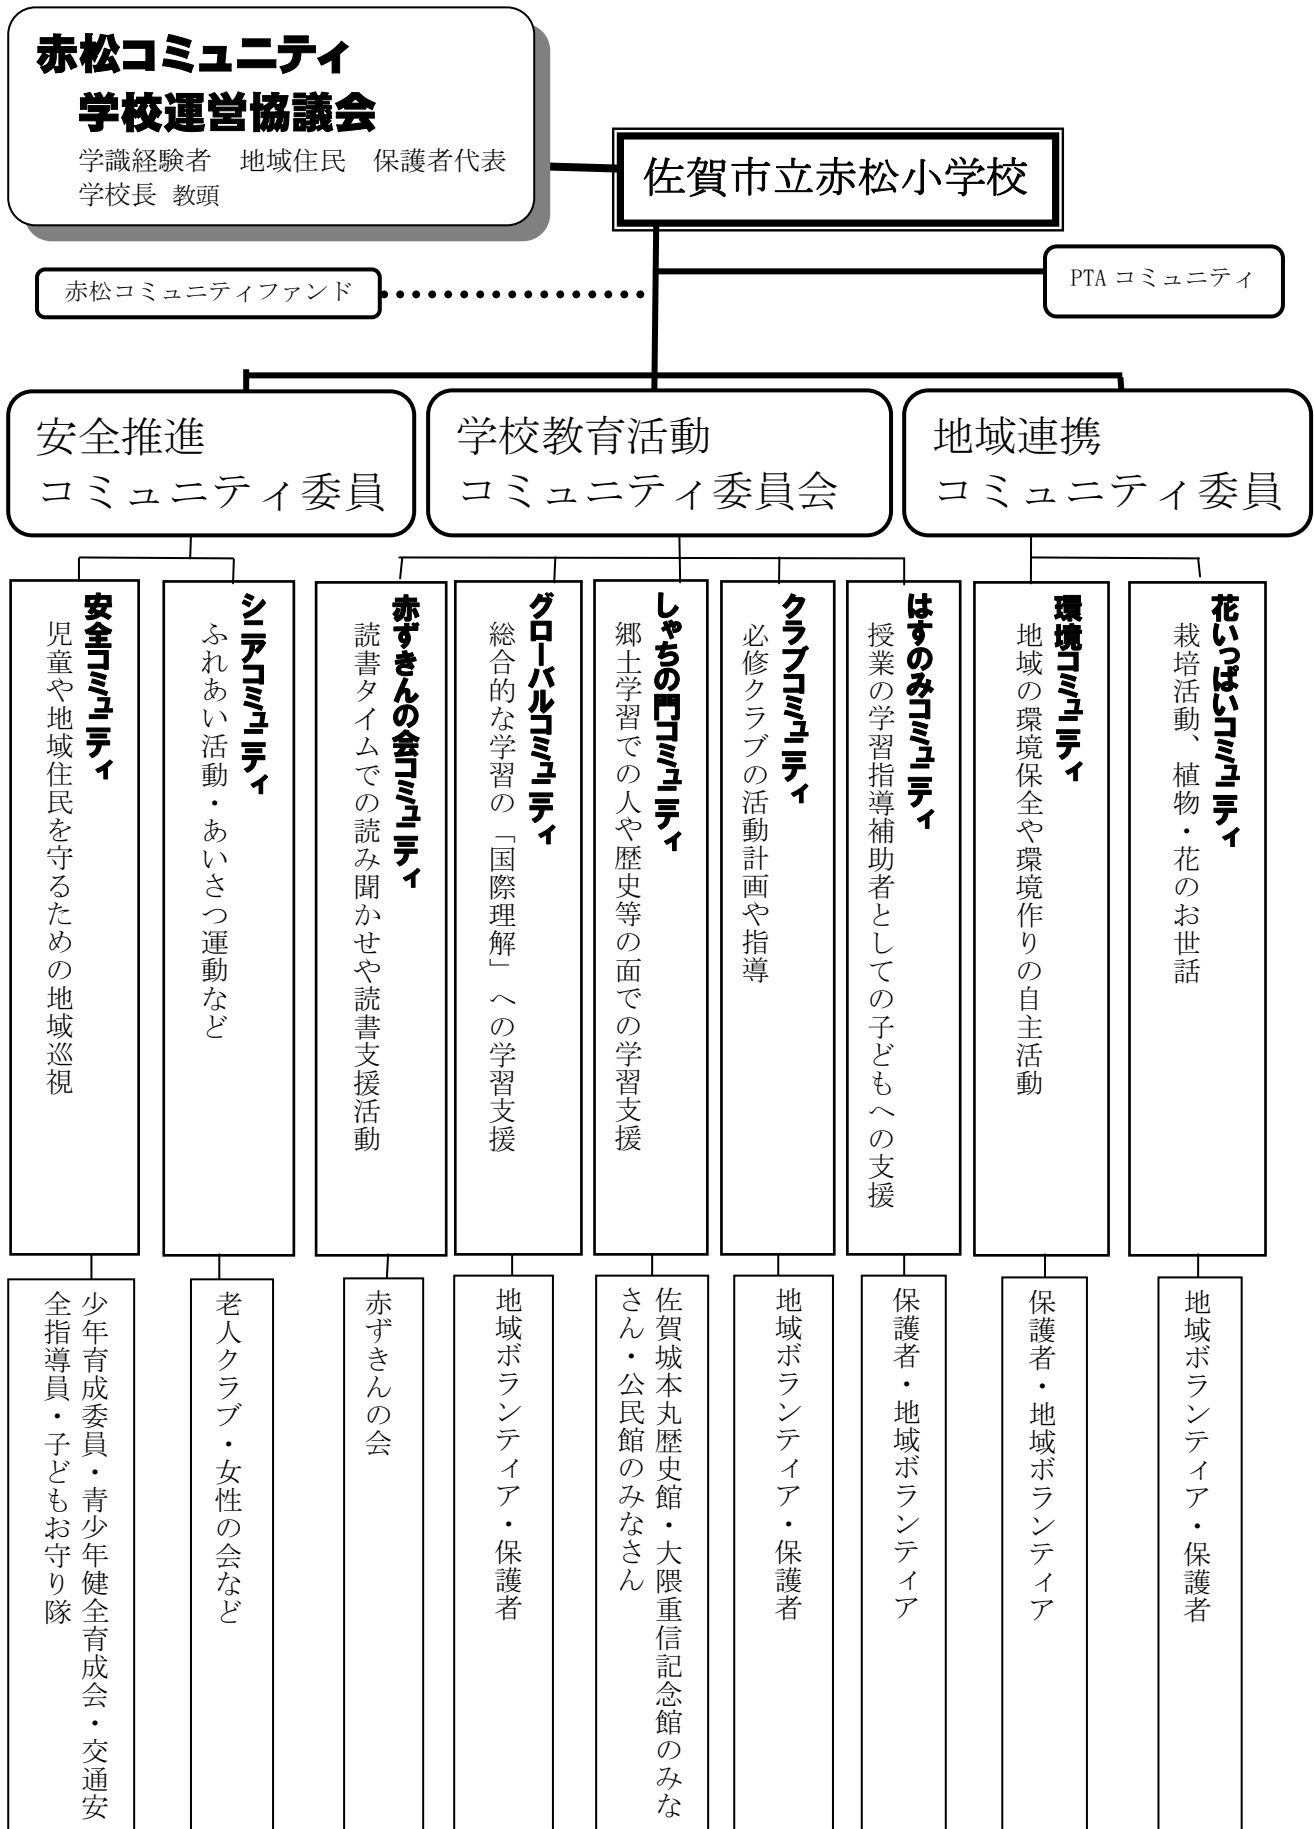 赤松コミュニティ
学校運営協議会
学識経験者　地域住民　保護者代表
学校長 教頭
佐賀市立赤松小学校
赤松コミュニティファンド
PTA コミュニティ
安全推進
コミュニティ委員
学校教育活動
コミュニティ委員会
地域連携
コミュニティ委員
安全コミュニティ
児童や地域住民を守るための地域巡視
シニアコミュニティ
ふれあい活動・あいさつ運動など
赤ずきんの会コミュニティ
読書タイムでの読み聞かせや読書支援活動
グローバルコミュニティ
総合的な学習の「国際理解」への学習支援
しゃちの門コミュニティ
郷土学習での人や歴史等の面での学習支援
クラブコミュニティ
必修クラブの活動計画や指導
はすのみコミュニティ
授業の学習指導補助者としての子どもへの支援
環境コミュニティ
地域の環境保全や環境作りの自主活動
花いっぱいコミュニティ
栽培活動、植物・花のお世話
少年育成委員・青少年健全育成会・交通安
全指導員・子どもお守り隊
老人クラブ・女性の会など
赤ずきんの会
地域ボランティア・保護者
佐賀城本丸歴史館・大隈重信記念館のみな
さん・公民館のみなさん
地域ボランティア・保護者
保護者・地域ボランティア
保護者・地域ボランティア
地域ボランティア・保護者